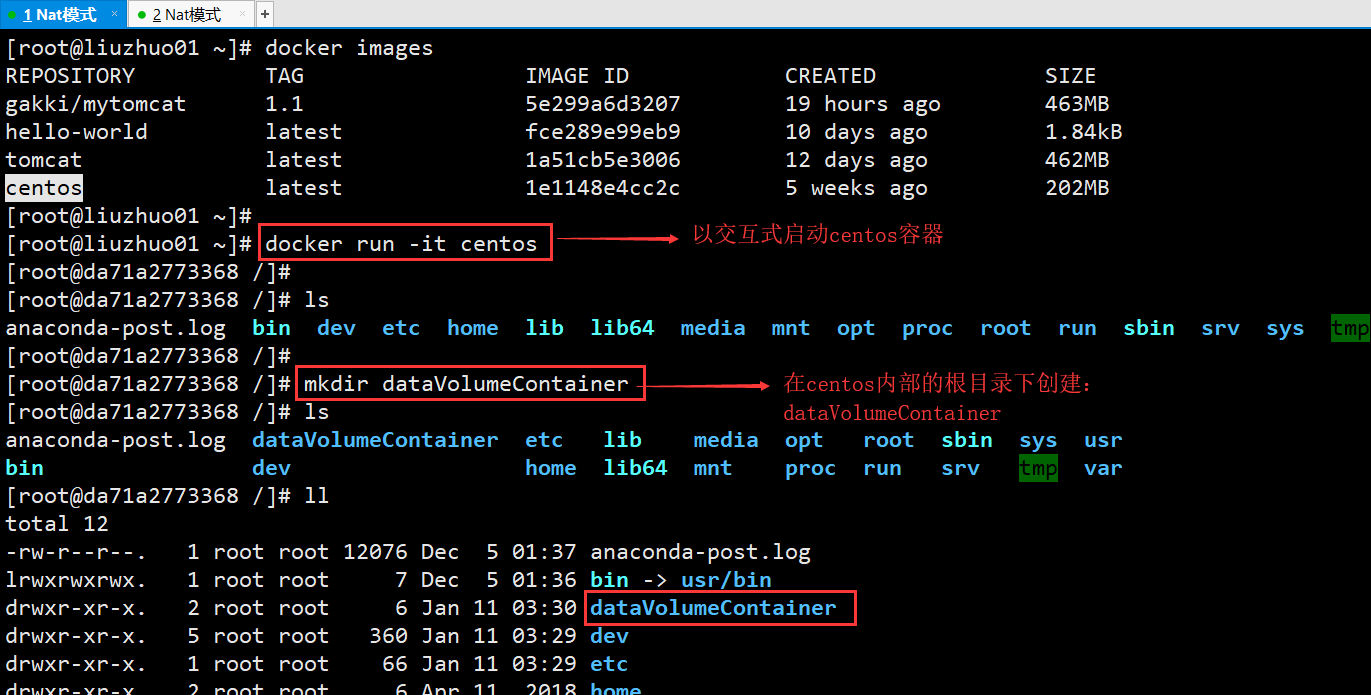 1 Nat模式 × 2 Nat模式 × +
[root@liuzhuo01 ~]# docker images
REPOSITORY TAG IMAGE ID CREATED SIZE
gakki/mytomcat 1.1 5e299a6d3207 19 hours ago 463MB
hello-world latest fce289e99eb9 10 days ago 1.84kB
tomcat latest 1a51cb5e3006 12 days ago 462MB
centos latest 1e1148e4cc2c 5 weeks ago 202MB
[root@liuzhuo01 ~]#
[root@liuzhuo01 ~]# docker run -it centos 以交互式启动centos容器
[root@da71a2773368 /]#
[root@da71a2773368 /]# ls
anaconda-post.log bin dev etc home lib lib64 media mnt opt proc root run sbin srv sys tmp
[root@da71a2773368 /]#
[root@da71a2773368 /]# mkdir dataVolumeContainer 在centos内部的根目录下创建:
[root@da71a2773368 /]# ls dataVolumeContainer
anaconda-post.log dataVolumeContainer etc lib media opt root sbin sys usr
bin dev home lib64 mnt proc run srv tmp var
[root@da71a2773368 /]# ll
total 12
-rw-r--r--. 1 root root 12076 Dec 5 01:37 anaconda-post.log
lrwxrwxrwx. 1 root root 7 Dec 5 01:36 bin -> usr/bin
drwxr-xr-x. 2 root root 6 Jan 11 03:30 dataVolumeContainer
drwxr-xr-x. 5 root root 360 Jan 11 03:29 dev
drwxr-xr-x. 1 root root 66 Jan 11 03:29 etc
drwxr-xr-x. 2 root root 6 Apr 11 2018 home